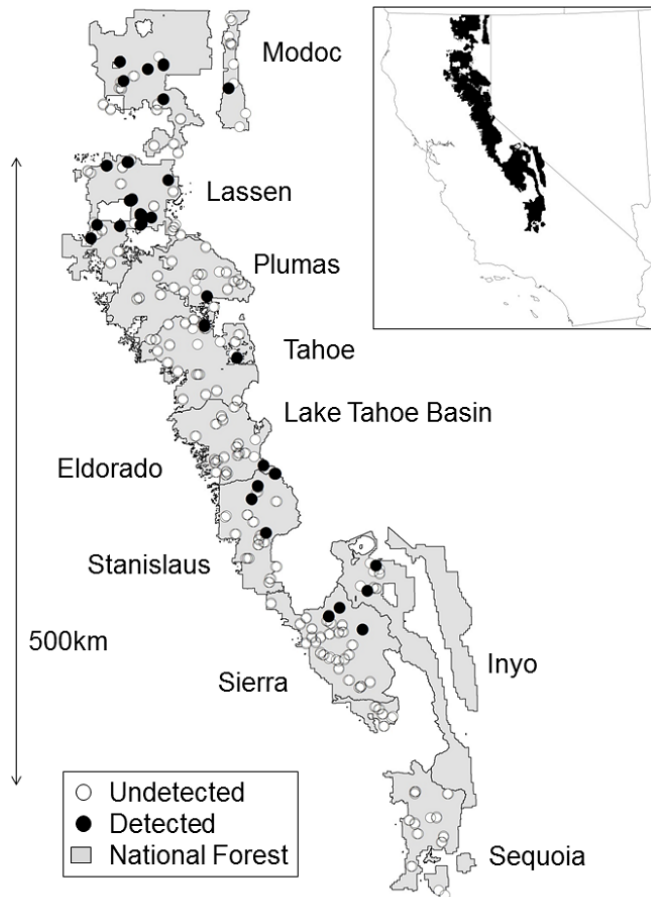 Modoc
Lassen
Plumas
Tahoe
Lake Tahoe Basin
Eldorado
Stanislaus
500km
Inyo
Sierra
Undetected
Detected
National Forest
Sequoia